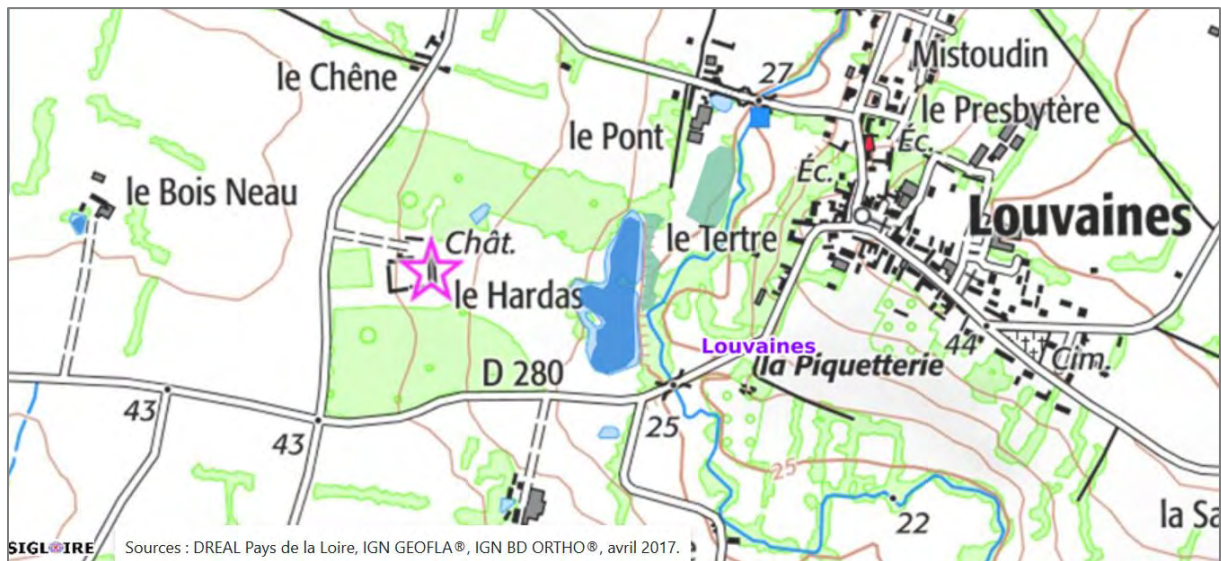 Mistoudin
27
le Chêne
le Presbytère
le Pont
Éc.
Éc.
le Bois Neau
Louvaines
Chât.
le Tertre
le Hardas
Louvaines
44
Cim.
la Piquetterie
D 280
43
25
43
25
22
la Sa
SIGLOIRE
Sources : DREAL Pays de la Loire, IGN GEOFLA®, IGN BD ORTHO®, avril 2017.